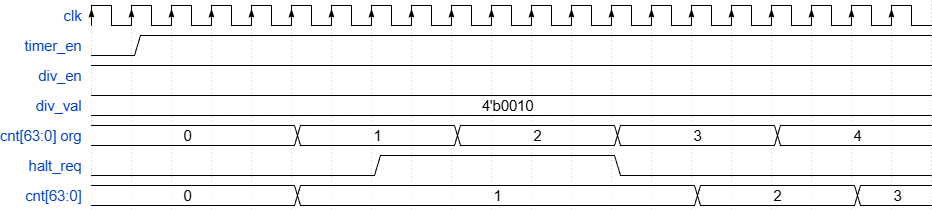 clk
timer_en
div_en
div_val 4'b0010
cnt[63:0] org 0 1 2 3 4
halt_req
cnt[63:0] 0 1 2 3